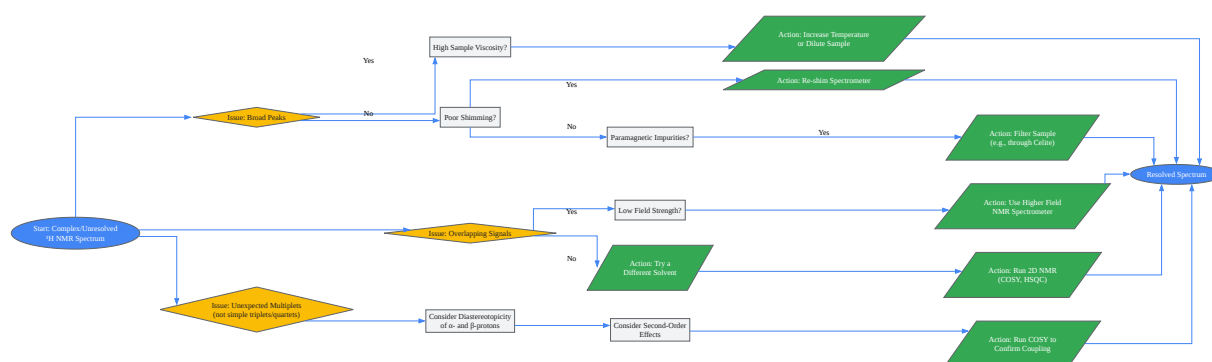 High Sample Viscosity?
Action: Increase Temperature
or Dilute Sample
Yes
Action: Re-shim Spectrometer
Yes
Issue: Broad Peaks
No
Poor Shimming?
No
Paramagnetic Impurities?
Yes
Action: Filter Sample
(e.g., through Celite)
Resolved Spectrum
Start: Complex/Unresolved
¹H NMR Spectrum
Issue: Overlapping Signals
Yes
Low Field Strength?
Action: Use Higher Field
NMR Spectrometer
No
Action: Try a
Different Solvent
Action: Run 2D NMR
(COSY, HSQC)
Issue: Unexpected Multiplets
(not simple triplets/quartets)
Consider Diastereotopicity
of α- and β-protons
Consider Second-Order
Effects
Action: Run COSY to
Confirm Coupling